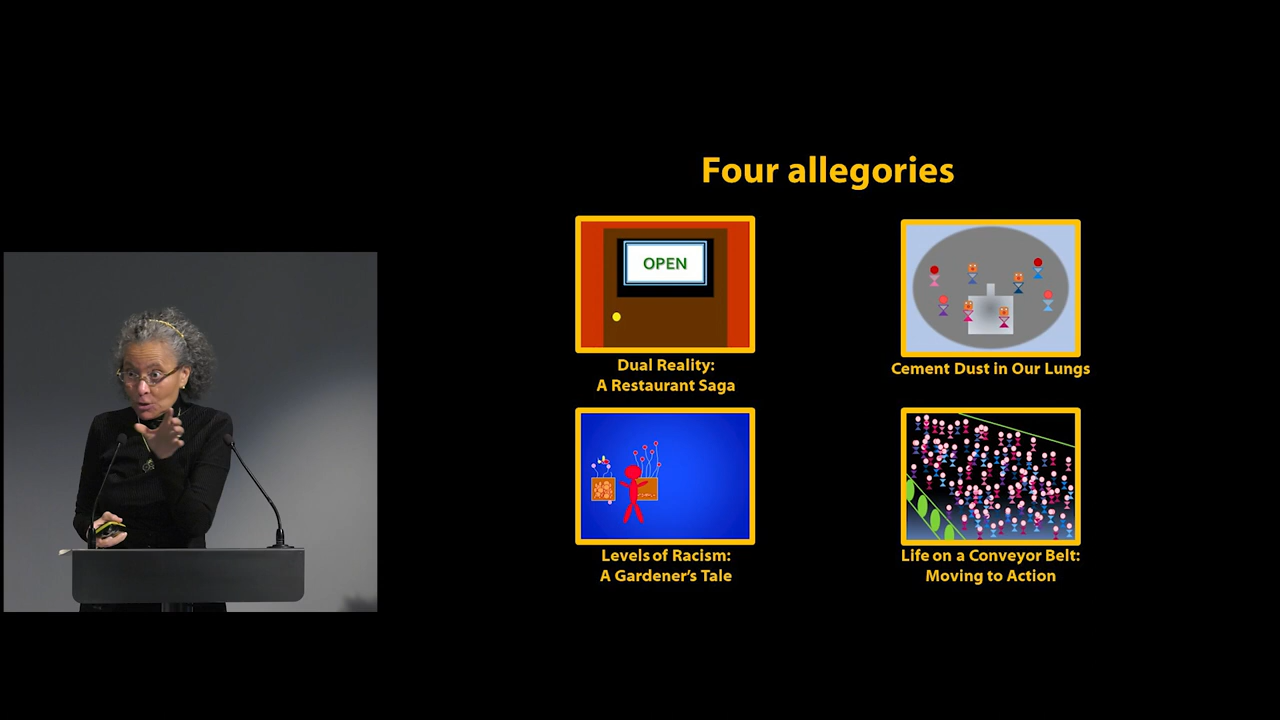 Four allegories
OPEN
Dual Reality:
A Restaurant Saga
Cement Dust in Our Lungs
Levels of Racism:
A Gardener's Tale
Life on a Conveyor Belt:
Moving to Action